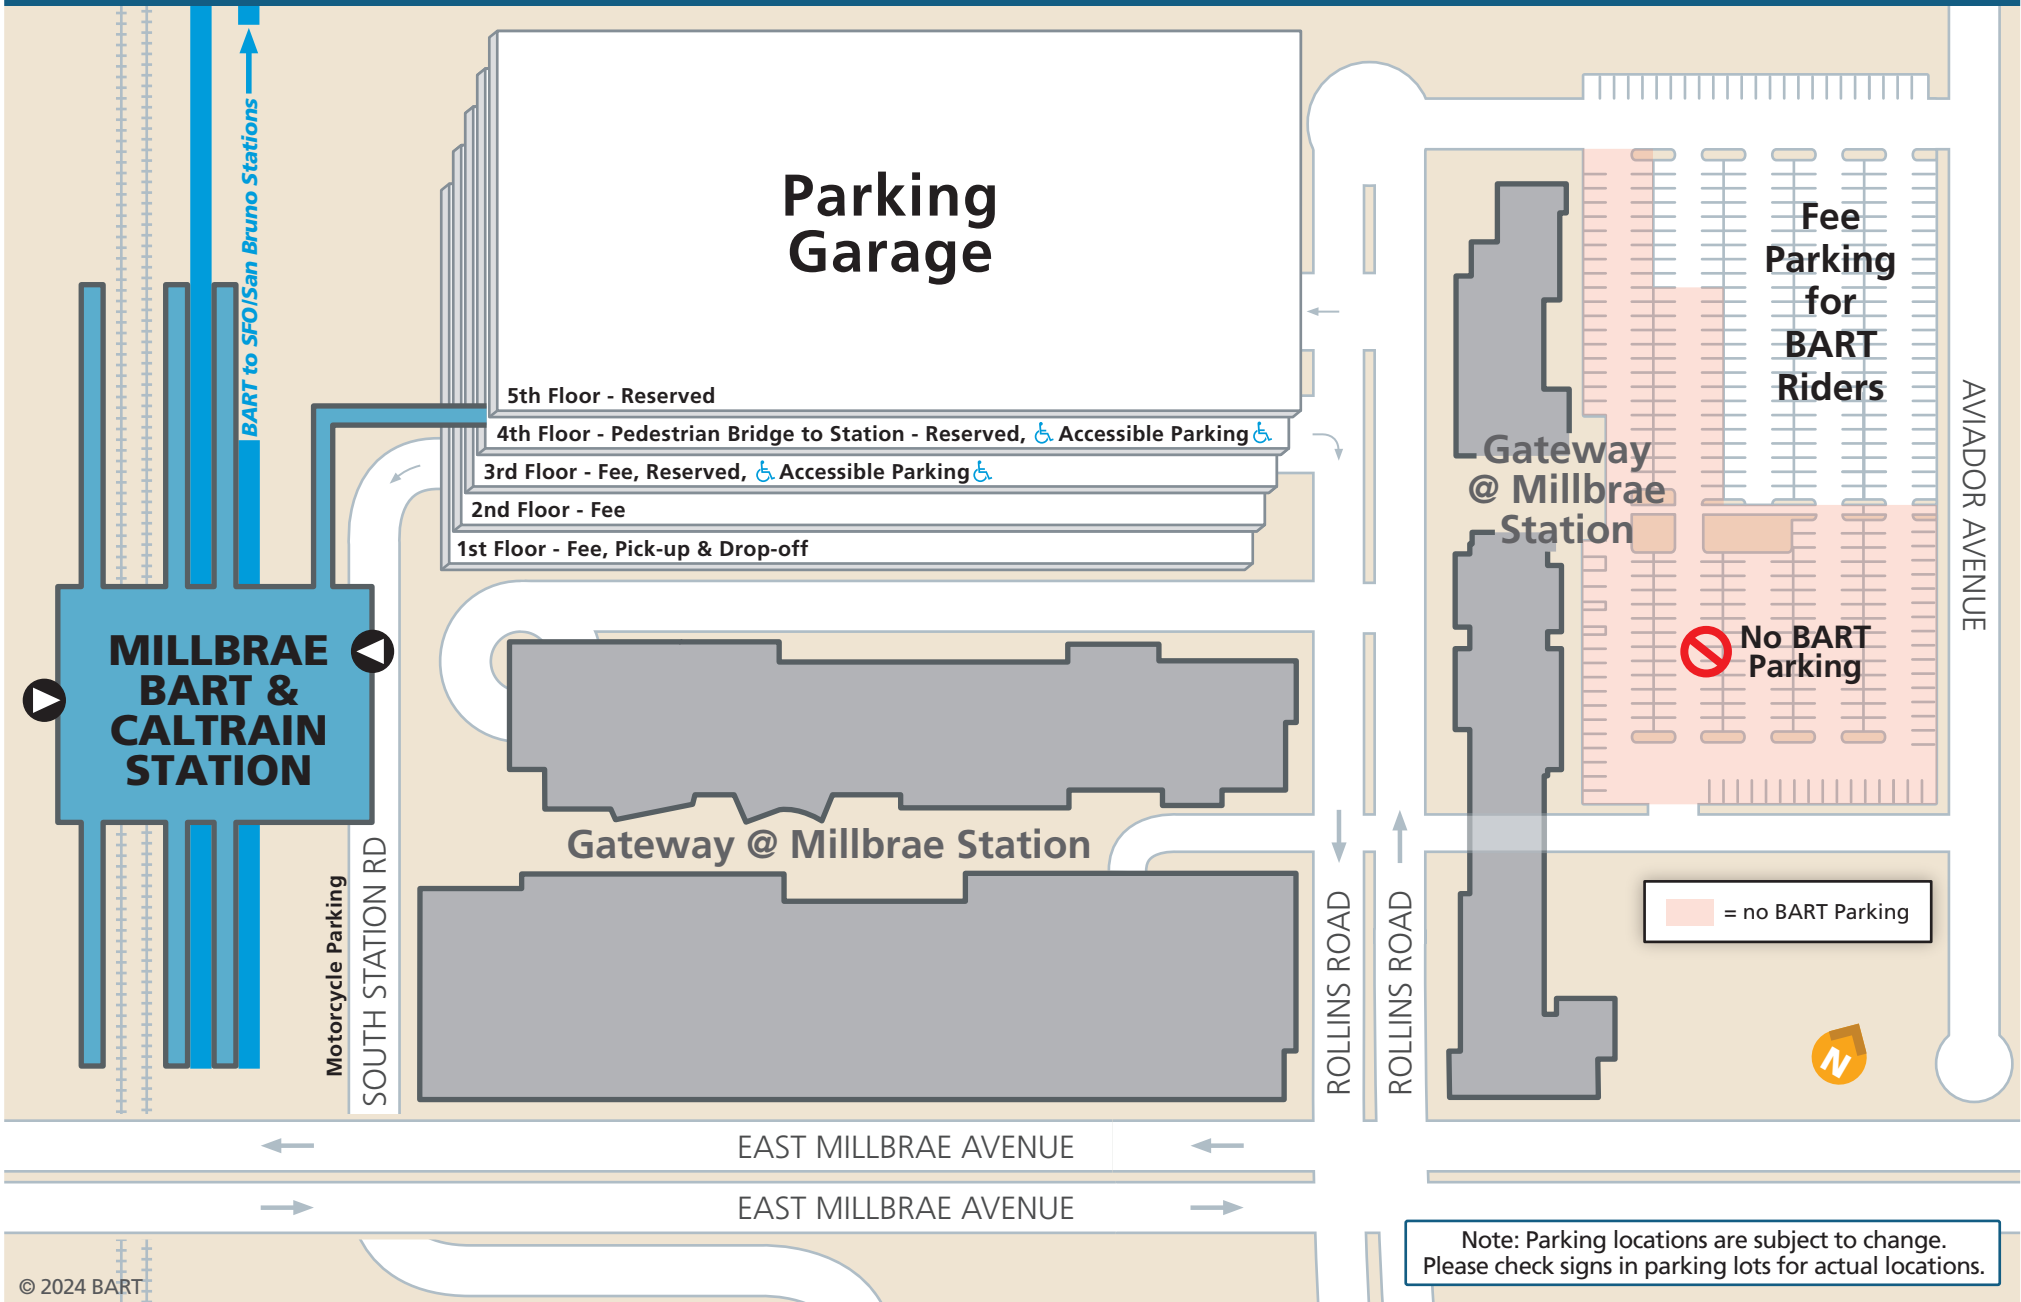 BART to SFO/San Bruno Stations
Parking
Garage
5th Floor - Reserved
4th Floor - Pedestrian Bridge to Station - Reserved, Accessible Parking
3rd Floor - Fee, Reserved, Accessible Parking
2nd Floor - Fee
1st Floor - Fee, Pick-up & Drop-off
Fee
Parking
for
BART
Riders
Gateway
@ Millbrae
Station
AVIADOR AVENUE
No BART
Parking
MILLBRAE
BART &
CALTRAIN
STATION
Gateway @ Millbrae Station
Motorcycle Parking
SOUTH STATION RD
ROLLINS ROAD
ROLLINS ROAD
= no BART Parking
N
EAST MILLBRAE AVENUE
EAST MILLBRAE AVENUE
Note: Parking locations are subject to change.
Please check signs in parking lots for actual locations.
© 2024 BART